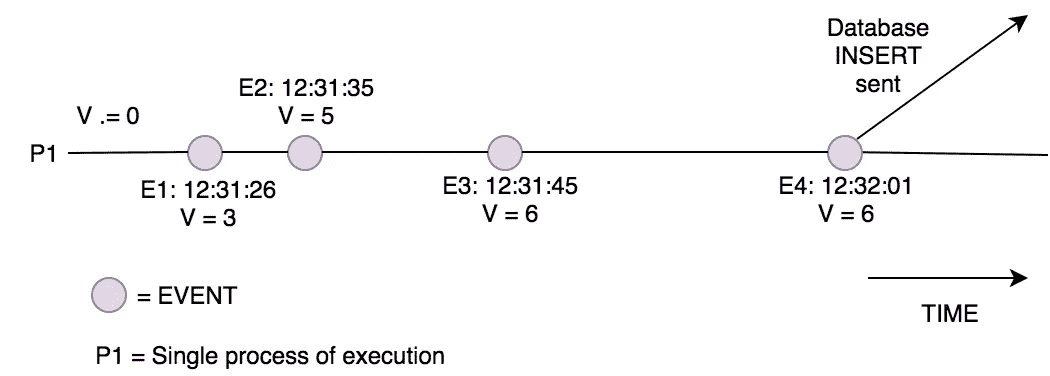 Database
INSERT
sent
E2: 12:31:35
V = 5
V .= 0
P1
E1: 12:31:26
V = 3
E3: 12:31:45
V = 6
E4: 12:32:01
V = 6
= EVENT
TIME
P1 = Single process of execution